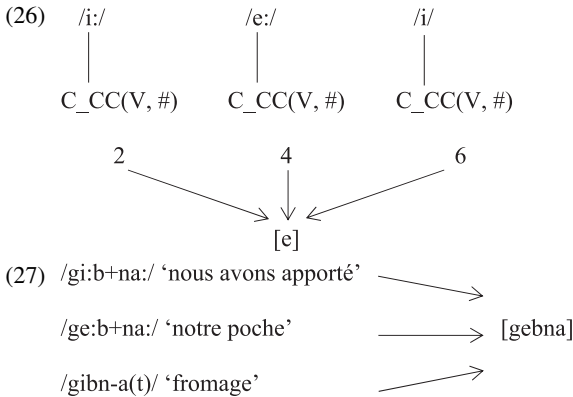 (26) /i:/ /e:/ /i/
C_CC(V, #) C_CC(V, #) C_CC(V, #)
2 4 6
[e]
(27) /gi:b+na:/ ‘nous avons apporté’
/ge:b+na:/ ‘notre poche’ [gebna]
/gibn-a(t)/ ‘fromage’